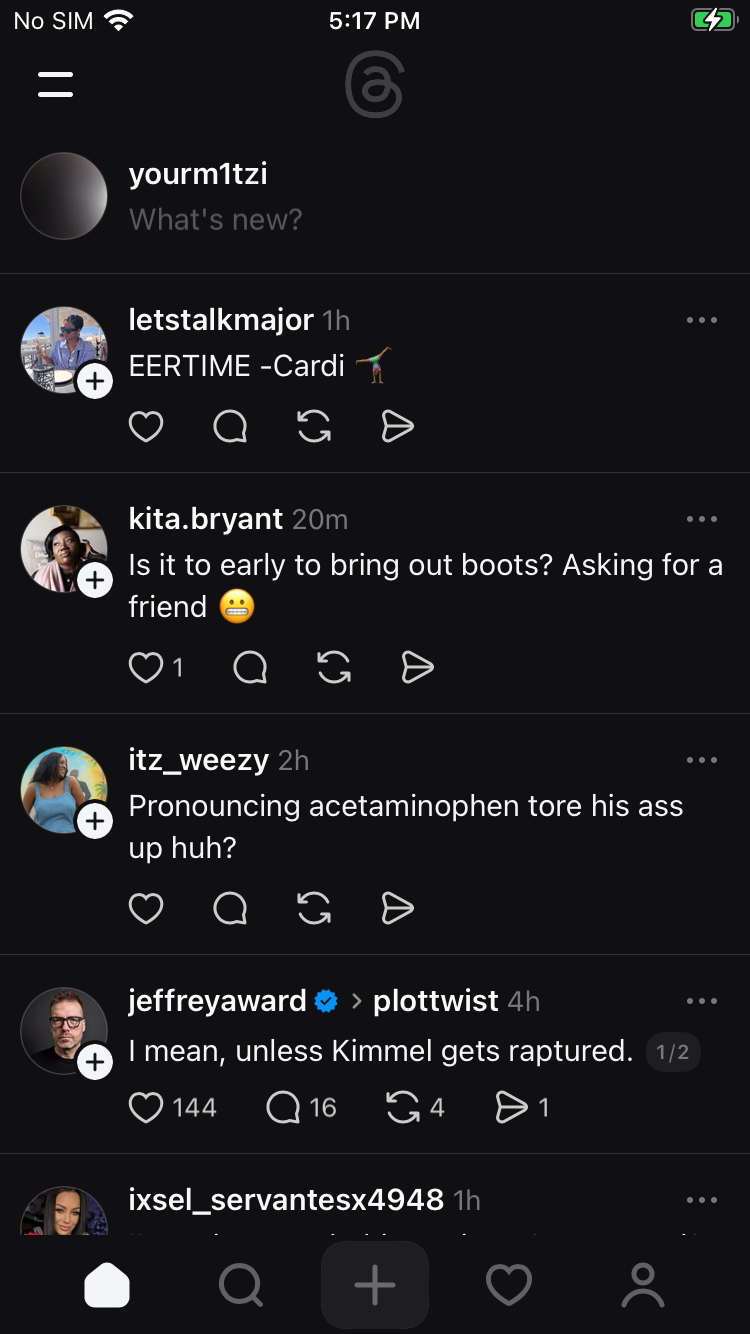 No SIM 5:17 PM
yourm1tzi
What's new?
letstalkmajor 1h
EERTIME -Cardi 🤸🏾‍♀️
kita.bryant 20m
Is it to early to bring out boots? Asking for a
friend 😬
1
itz_weezy 2h
Pronouncing acetaminophen tore his ass
up huh?
jeffreyaward > plottwist 4h
I mean, unless Kimmel gets raptured. 1/2
144 16 4 1
ixsel_servantesx4948 1h